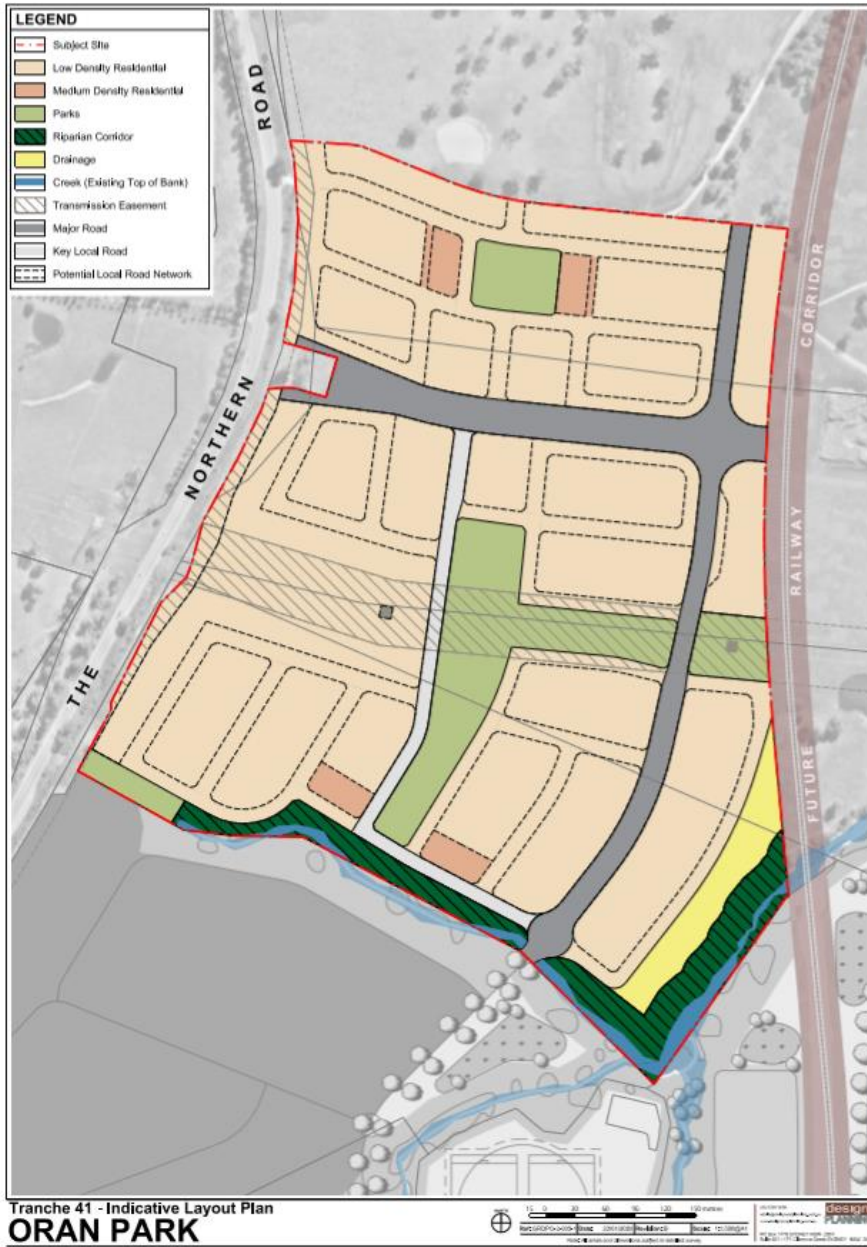 LEGEND
Subject Site
Low Density Residential
Medium Density Residential
Parks
Riparian Corridor
Drainage
Creek (Existing Top of Bank)
Transmission Easement
Major Road
Key Local Road
Potential Local Road Network
THE NORTHERN ROAD
FUTURE RAILWAY CORRIDOR
Tranche 41 - Indicative Layout Plan
ORAN PARK
design